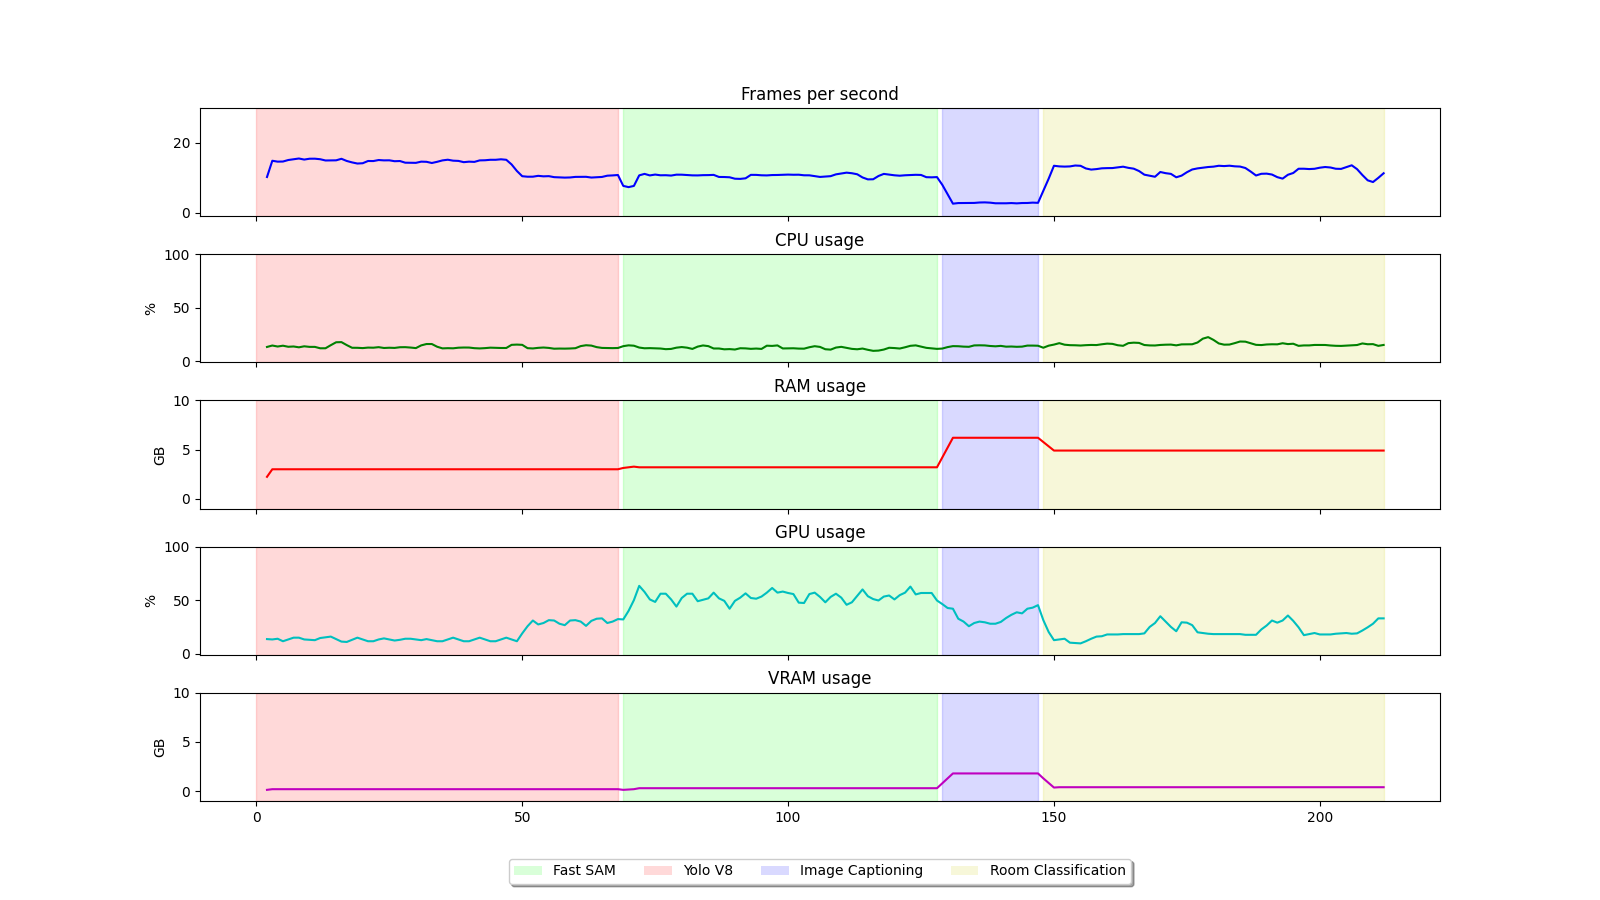 Frames per second
20
0
CPU usage
100
50
0
%
RAM usage
10
5
0
GB
GPU usage
100
50
0
%
VRAM usage
10
5
0
GB
0 50 100 150 200
Fast SAM Yolo V8 Image Captioning Room Classification